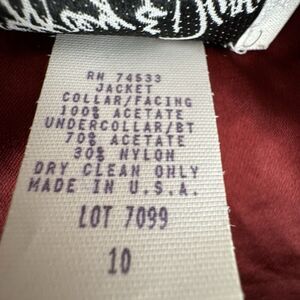 RN 74533
JACKET
COLLAR/FACING
100% ACETATE
UNDERCOLLAR/BT
70% ACETATE
30% NYLON
DRY CLEAN ONLY
MADE IN U.S.A.
LOT 7099
10